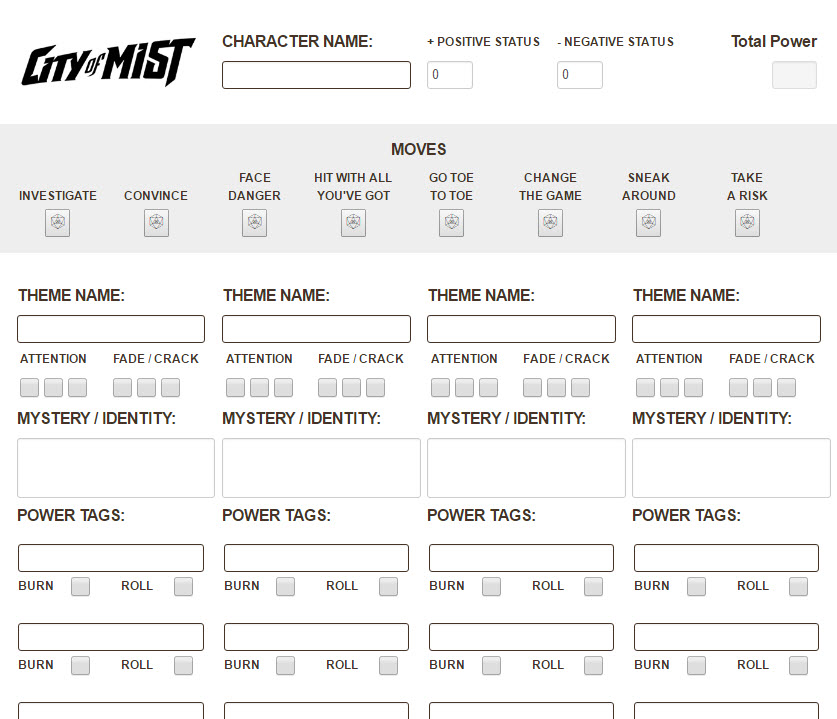 CITY of MIST
CHARACTER NAME:
+ POSITIVE STATUS
- NEGATIVE STATUS
Total Power
0
0
MOVES
INVESTIGATE
CONVINCE
FACE
DANGER
HIT WITH ALL
YOU'VE GOT
GO TOE
TO TOE
CHANGE
THE GAME
SNEAK
AROUND
TAKE
A RISK
THEME NAME: THEME NAME: THEME NAME: THEME NAME:
ATTENTION FADE / CRACK ATTENTION FADE / CRACK ATTENTION FADE / CRACK ATTENTION FADE / CRACK
MYSTERY / IDENTITY: MYSTERY / IDENTITY: MYSTERY / IDENTITY: MYSTERY / IDENTITY:
POWER TAGS: POWER TAGS: POWER TAGS: POWER TAGS:
BURN ROLL BURN ROLL BURN ROLL BURN ROLL
BURN ROLL BURN ROLL BURN ROLL BURN ROLL